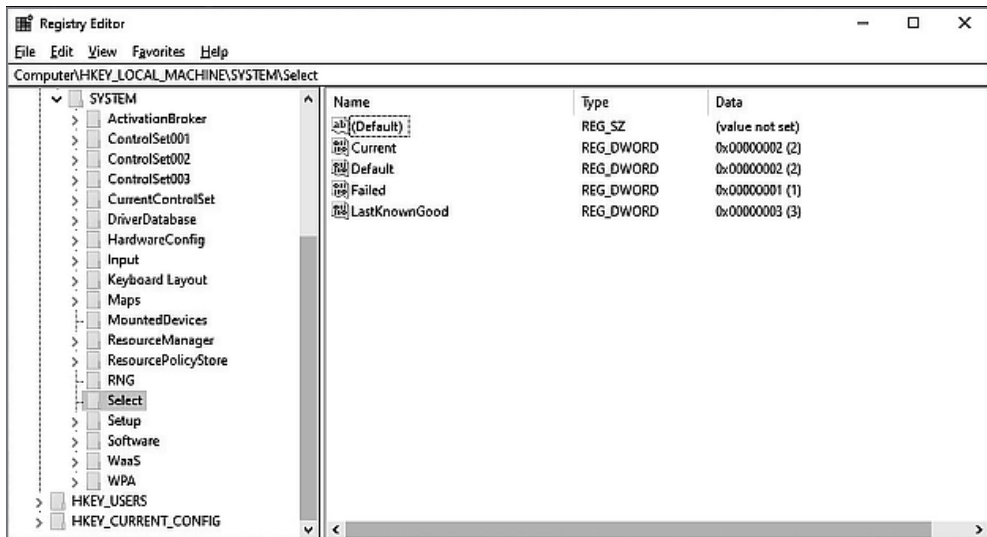 Registry Editor
File Edit View Favorites Help
Computer\HKEY_LOCAL_MACHINE\SYSTEM\Select
SYSTEM
ActivationBroker
ControlSet001
ControlSet002
ControlSet003
CurrentControlSet
DriverDatabase
HardwareConfig
Input
Keyboard Layout
Maps
MountedDevices
ResourceManager
ResourcePolicyStore
RNG
Select
Setup
Software
WaaS
WPA
HKEY_USERS
HKEY_CURRENT_CONFIG
Name Type Data
(Default) REG_SZ (value not set)
Current REG_DWORD 0x00000002 (2)
Default REG_DWORD 0x00000002 (2)
Failed REG_DWORD 0x00000001 (1)
LastKnownGood REG_DWORD 0x00000003 (3)